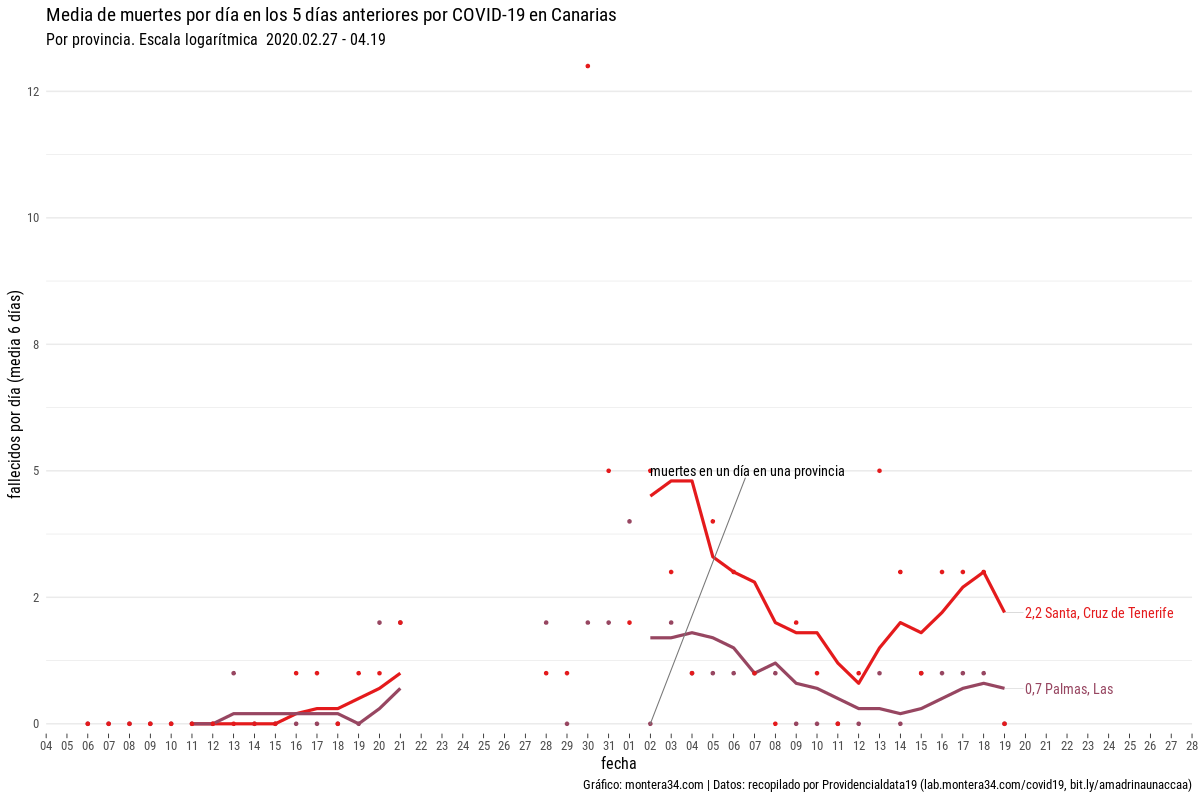 Media de muertes por día en los 5 días anteriores por COVID-19 en Canarias
Por provincia. Escala logarítmica 2020.02.27 - 04.19
12
10
8
5
2
0
fallecidos por día (media 6 días)
muertes en un día en una provincia
2,2 Santa, Cruz de Tenerife
0,7 Palmas, Las
04 05 06 07 08 09 10 11 12 13 14 15 16 17 18 19 20 21 22 23 24 25 26 27 28 29 30 31 01 02 03 04 05 06 07 08 09 10 11 12 13 14 15 16 17 18 19 20 21 22 23 24 25 26 27 28
fecha
Gráfico: montera34.com | Datos: recopilado por Providencialdata19 (lab.montera34.com/covid19, bit.ly/amadrinaunaccaa)